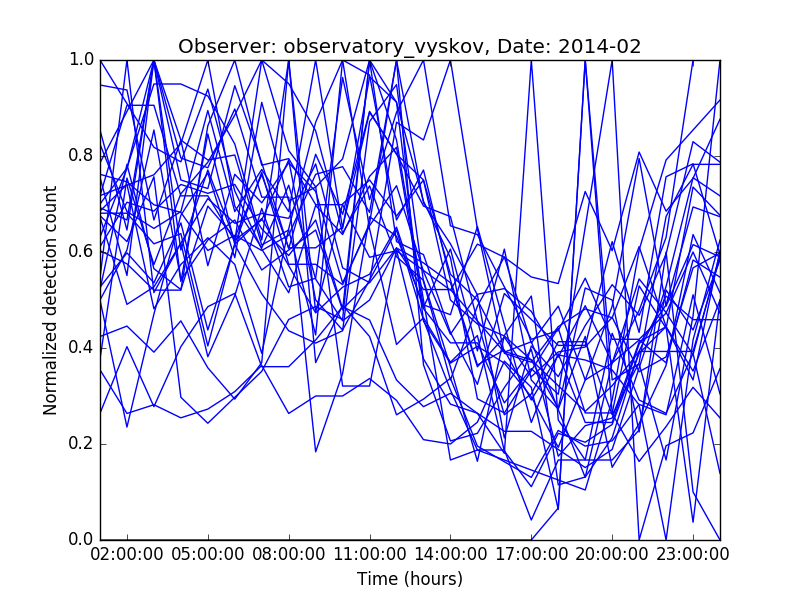 Observer: observatory_vyskov, Date: 2014-02
Normalized detection count
1.0
0.8
0.6
0.4
0.2
0.0
02:00:00 05:00:00 08:00:00 11:00:00 14:00:00 17:00:00 20:00:00 23:00:00
Time (hours)